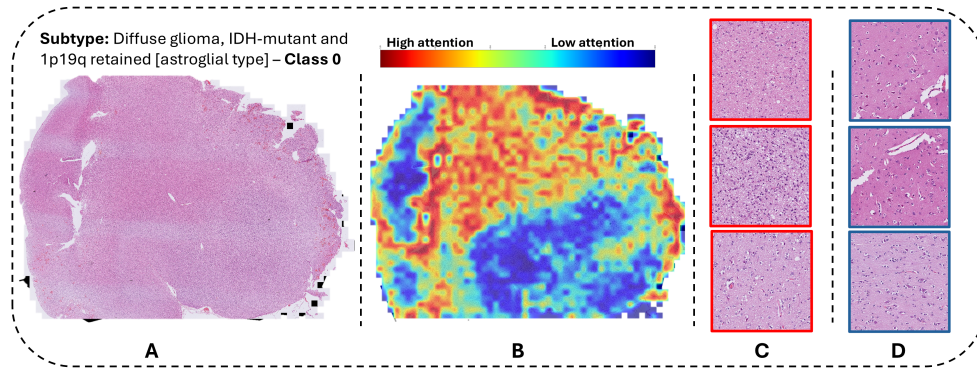 Subtype: Diffuse glioma, IDH-mutant and
1p19q retained [astroglial type] – Class 0
High attention
Low attention
A
B
C
D